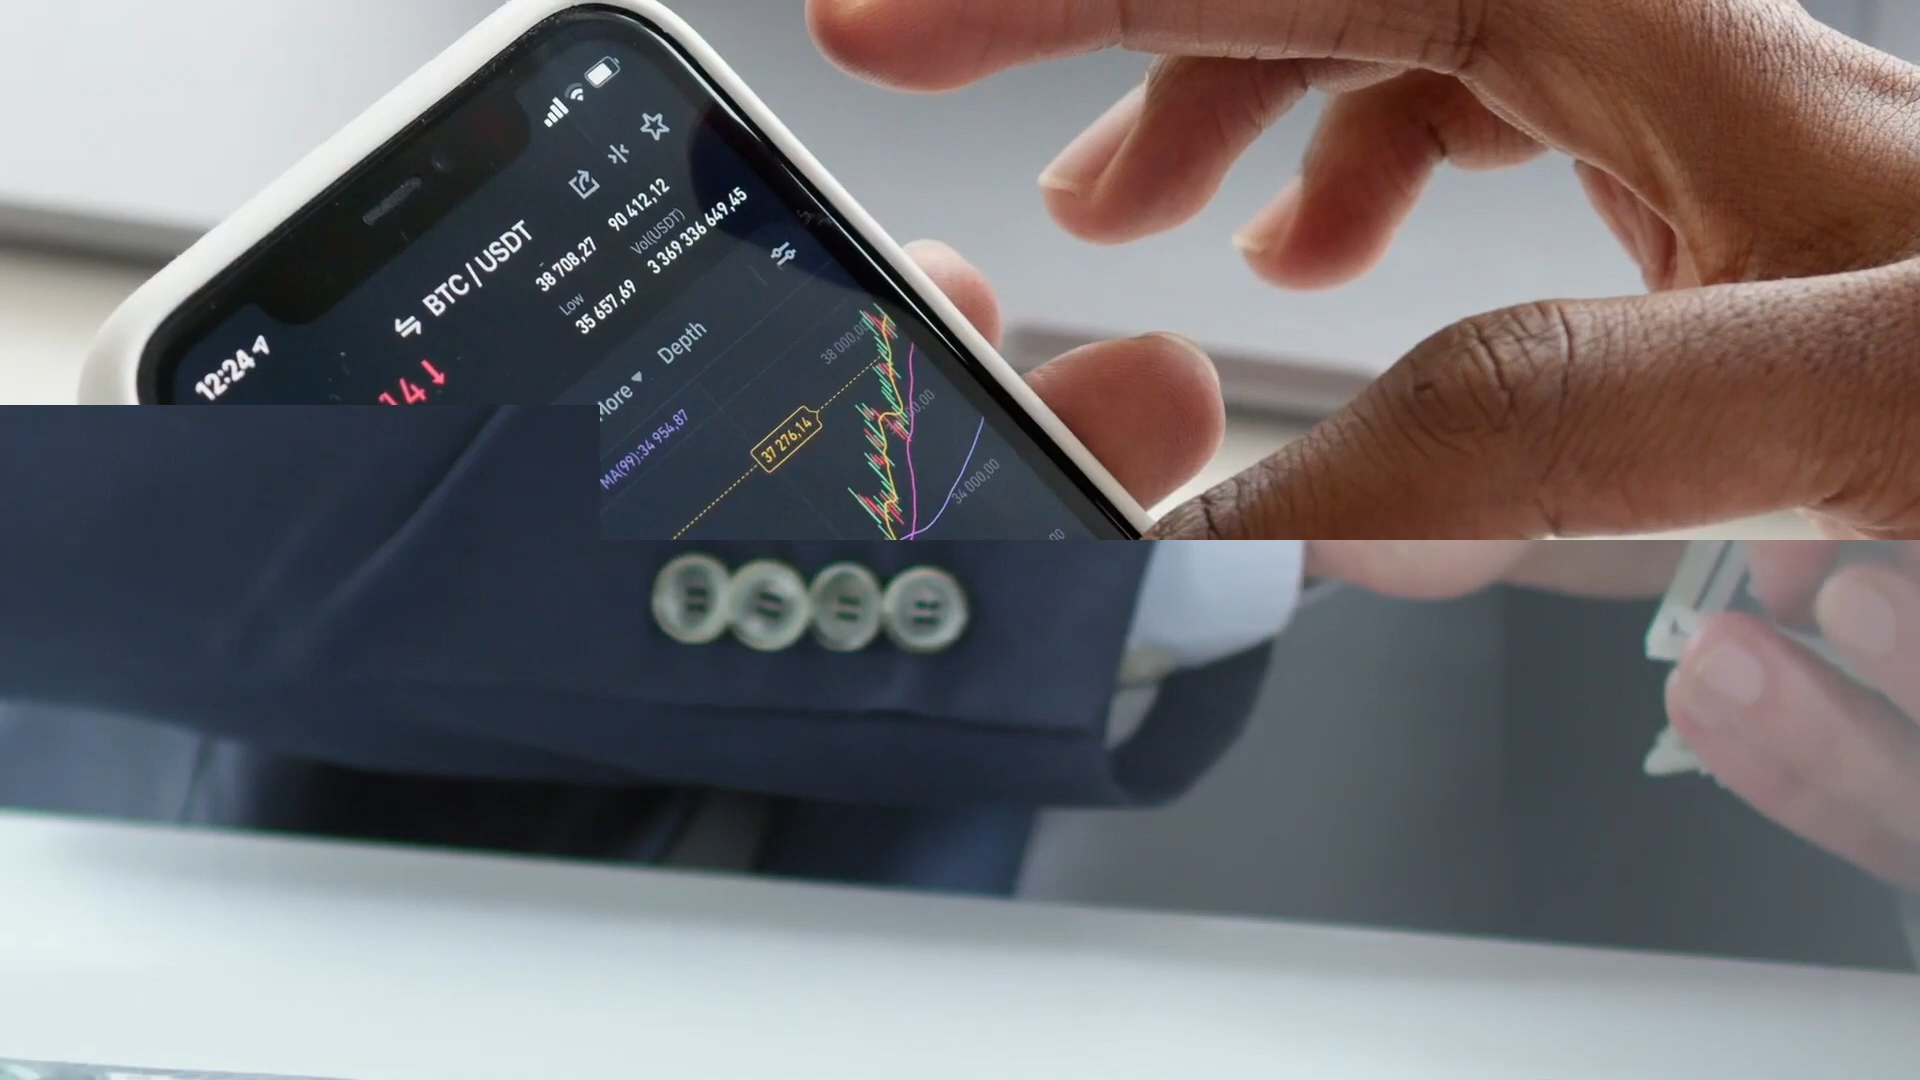 12:24
BTC / USDT
38 708,27
90 412,12
Low
Vol(USDT)
35 657,69
3 369 336 649,45
14↓
Depth
MA(99):34 954,87
37 276,14
38 000,00
34 000,00